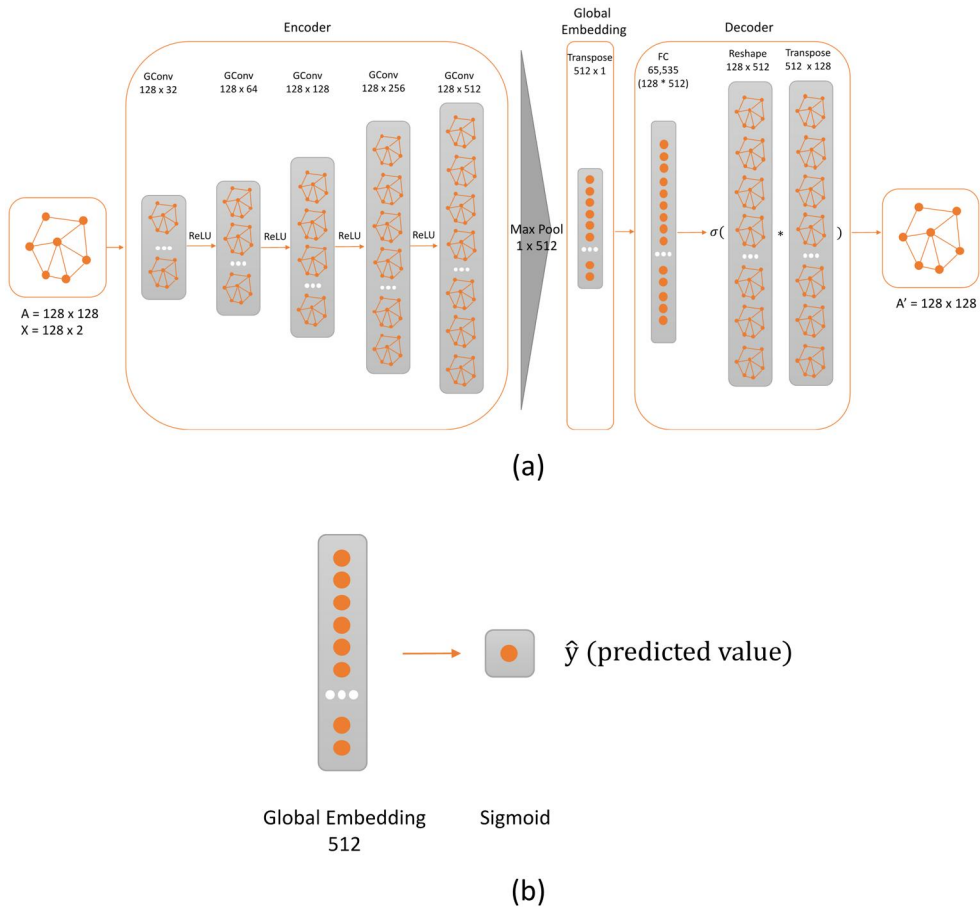 Encoder
Global
Embedding
Decoder
GConv
128 x 32
GConv
128 x 64
GConv
128 x 128
GConv
128 x 256
GConv
128 x 512
Transpose
512 x 1
FC
65,535
(128 * 512)
Reshape
128 x 512
Transpose
512 x 128
ReLU
ReLU
ReLU
ReLU
Max Pool
1 x 512
σ(
*
)
A = 128 x 128
X = 128 x 2
A' = 128 x 128
(a)
ŷ (predicted value)
Global Embedding
512
Sigmoid
(b)